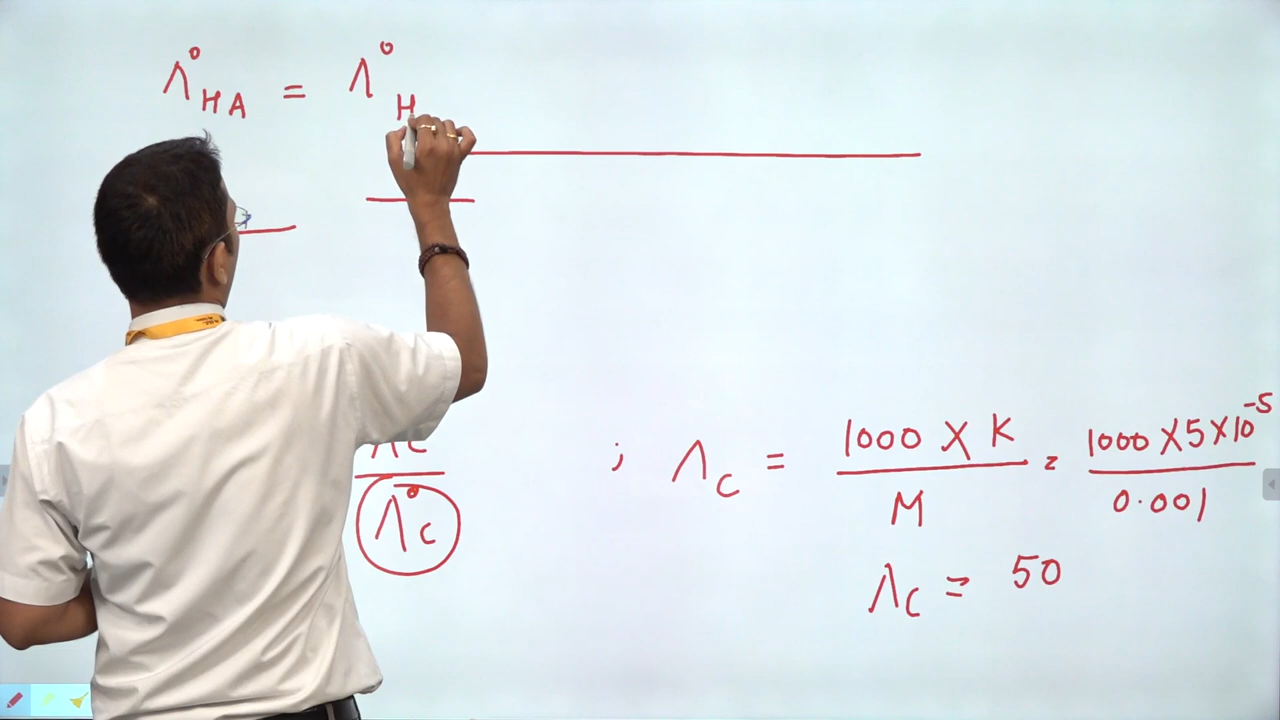 Λ°HA = Λ°H
Λc
Λ°c
; Λc = 1000 X K / M = 1000 X 5 X 10⁻⁵ / 0.001
Λc = 50